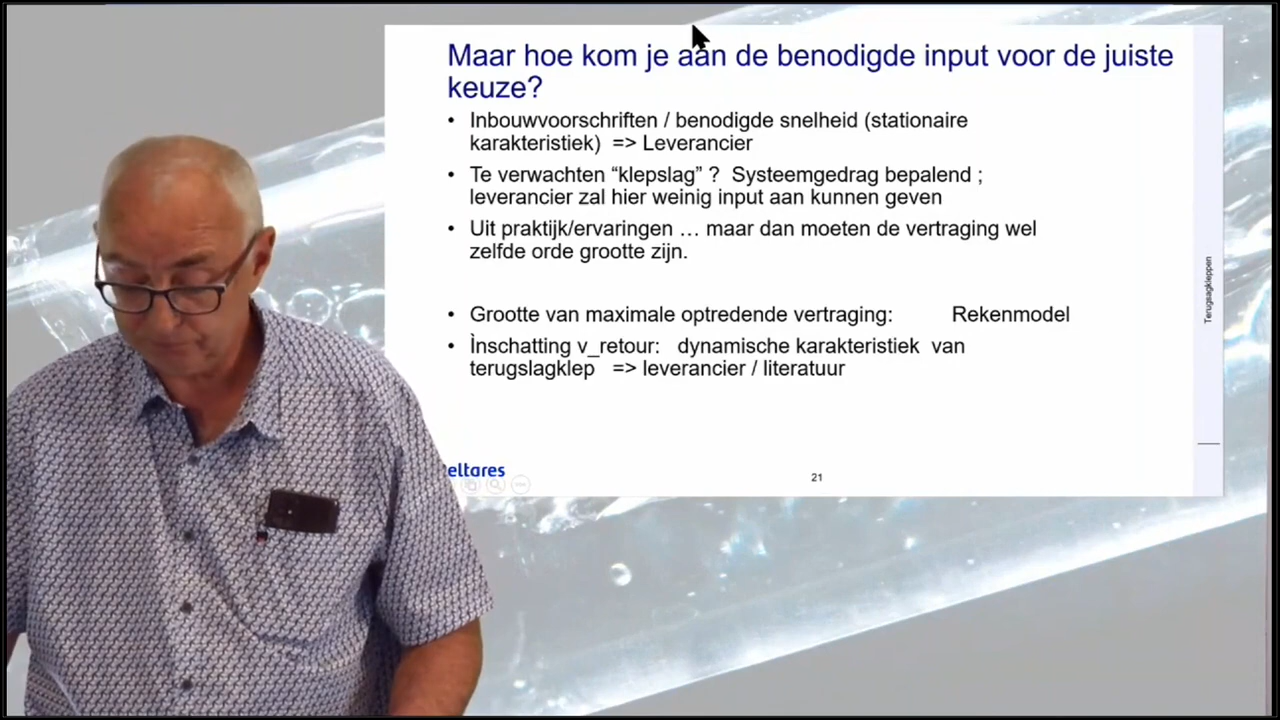 Maar hoe kom je aan de benodigde input voor de juiste
keuze?
• Inbouwvoorschriften / benodigde snelheid (stationaire
karakteristiek) => Leverancier
• Te verwachten “klepslag” ? Systeemgedrag bepalend ;
leverancier zal hier weinig input aan kunnen geven
• Uit praktijk/ervaringen … maar dan moeten de vertraging wel
zelfde orde grootte zijn.
• Grootte van maximale optredende vertraging: Rekenmodel
• Ìnschatting v_retour: dynamische karakteristiek van
terugslagklep => leverancier / literatuur
Terugsagkleppen
eltares
21